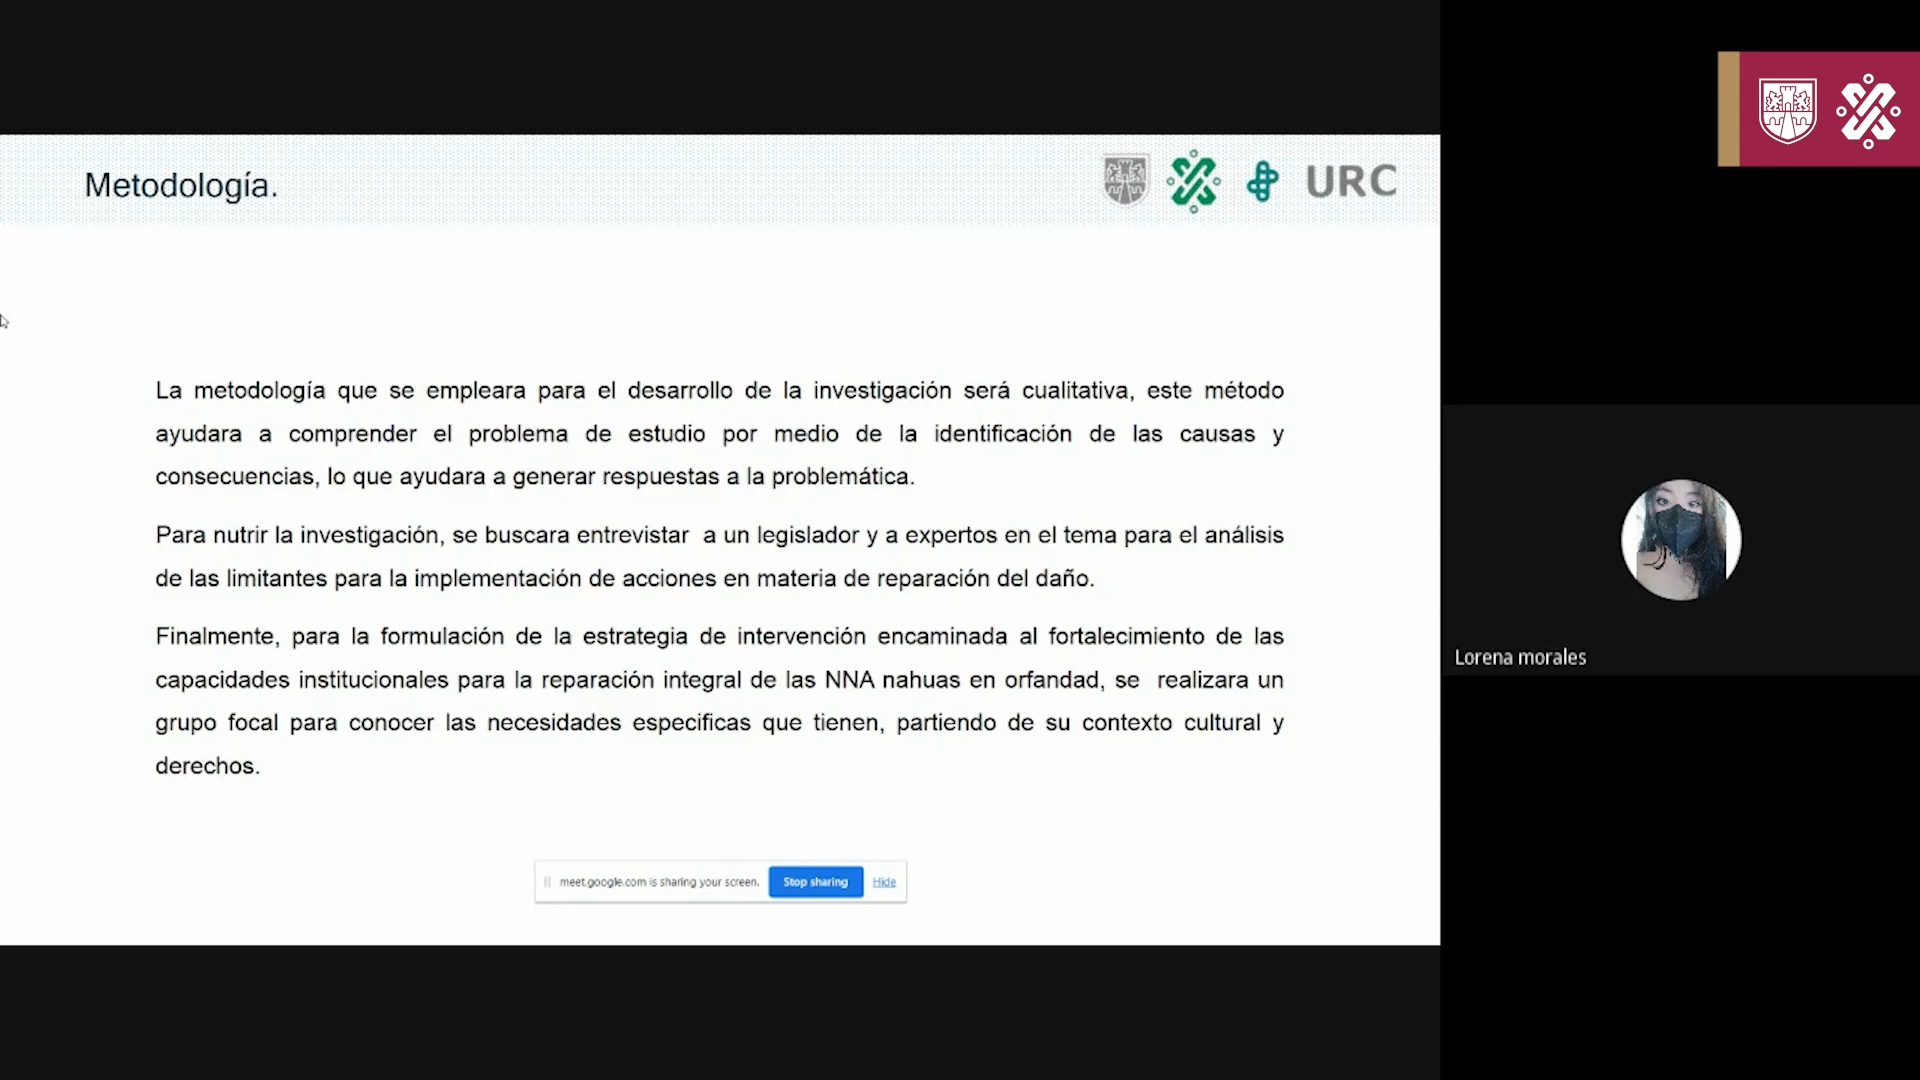 Metodología.
URC
La metodología que se empleara para el desarrollo de la investigación será cualitativa, este método
ayudara a comprender el problema de estudio por medio de la identificación de las causas y
consecuencias, lo que ayudara a generar respuestas a la problemática.
Para nutrir la investigación, se buscara entrevistar a un legislador y a expertos en el tema para el análisis
de las limitantes para la implementación de acciones en materia de reparación del daño.
Finalmente, para la formulación de la estrategia de intervención encaminada al fortalecimiento de las
capacidades institucionales para la reparación integral de las NNA nahuas en orfandad, se realizara un
grupo focal para conocer las necesidades especificas que tienen, partiendo de su contexto cultural y
derechos.
meet.google.com is sharing your screen.
Stop sharing
Hide
Lorena morales